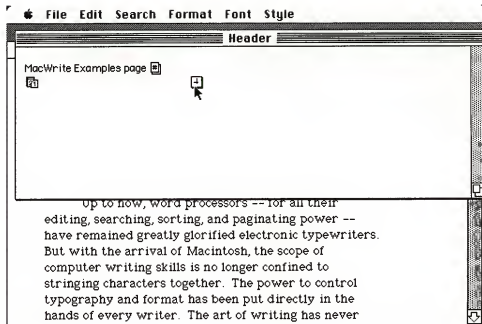 File Edit Search Format Font Style
Header
MacWrite Examples page
Up to now, word processors -- for all their
editing, searching, sorting, and paginating power --
have remained greatly glorified electronic typewriters.
But with the arrival of Macintosh, the scope of
computer writing skills is no longer confined to
stringing characters together. The power to control
typography and format has been put directly in the
hands of every writer. The art of writing has never